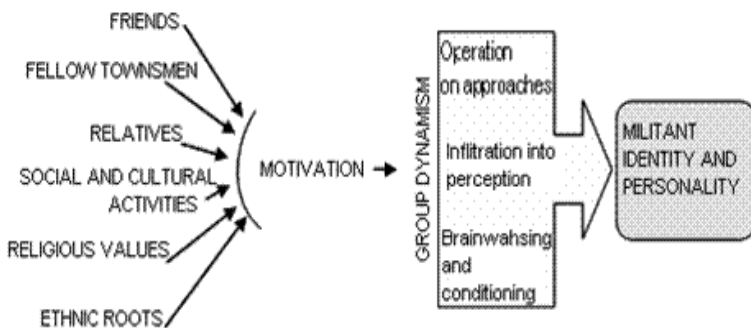 FRIENDS
FELLOW TOWNSMEN
RELATIVES
SOCIAL AND CULTURAL
ACTIVITIES
RELIGIOUS VALUES
ETHNIC ROOTS
MOTIVATION
GROUP DYNAMISM
Operation
on approaches
Inflitration into
perception
Brainwahsing
and
conditioning
MILITANT
IDENTITY AND
PERSONALITY